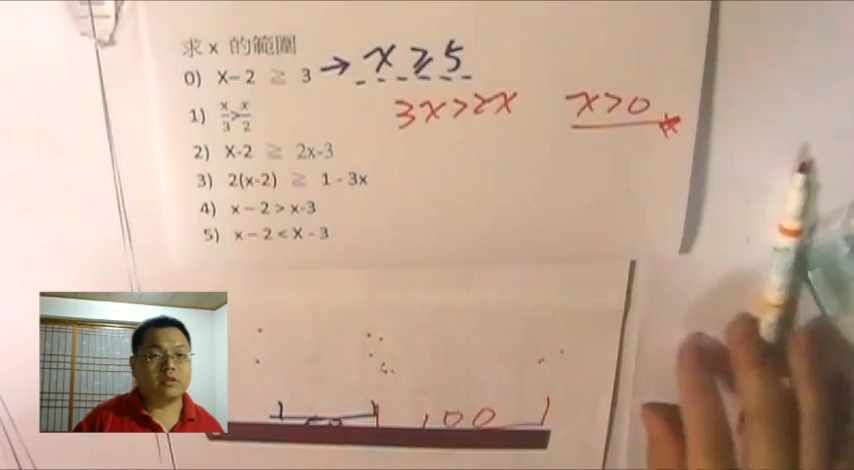 求 x 的範圍
0) X-2 ≧ 3 → x ≥ 5
1) x/3 > x/2 3x>2x x>0
2) X-2 ≧ 2x-3
3) 2(x-2) ≧ 1 - 3x
4) x-2 > x-3
5) x-2 < X-3
100